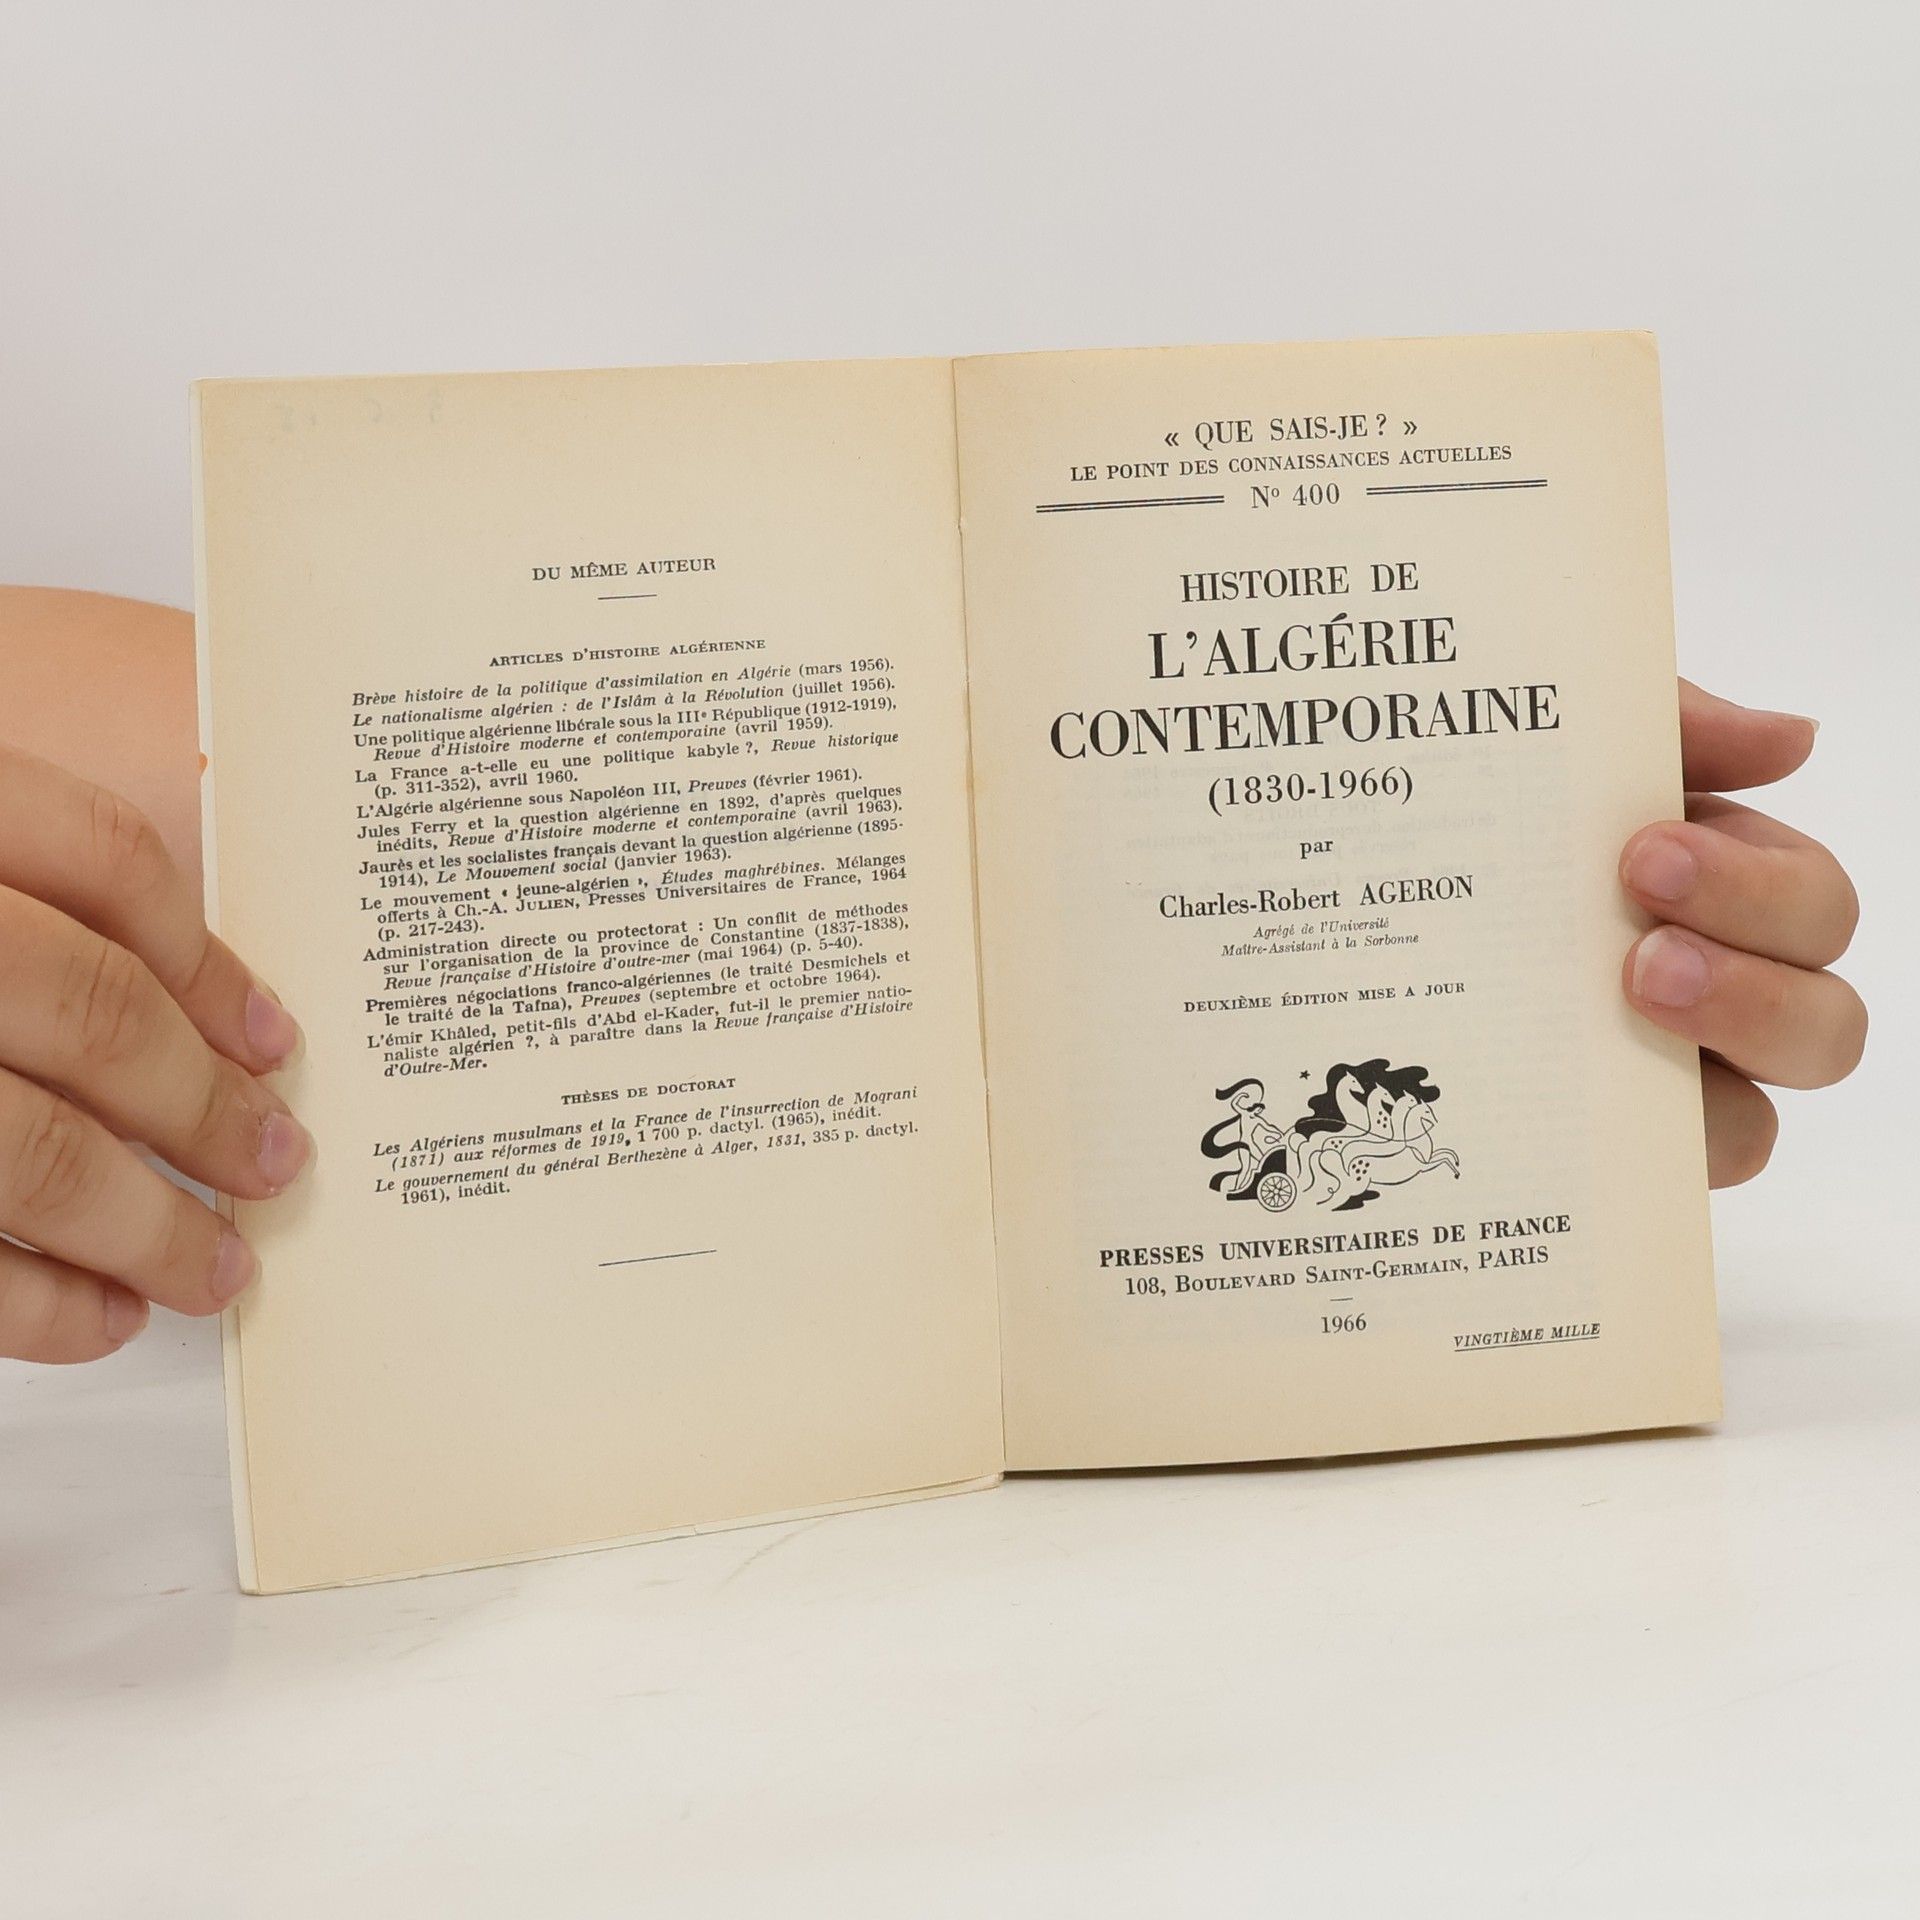 DU MÊME AUTEUR
ARTICLES D'HISTOIRE ALGÉRIENNE
Brève histoire de la politique d'assimilation en Algérie (mars 1956).
Le nationalisme algérien : de l'Islâm à la Révolution (juillet 1956).
Une politique algérienne libérale sous la IIIe République (1912-1919),
Revue d'Histoire moderne et contemporaine (avril 1959).
La France a-t-elle eu une politique kabyle ?, Revue historique
(p. 311-352), avril 1960.
L'Algérie algérienne sous Napoléon III, Preuves (février 1961).
Jules Ferry et la question algérienne en 1892, d'après quelques
inédits, Revue d'Histoire moderne et contemporaine (avril 1963).
Jaurès et les socialistes français devant la question algérienne (1895-
1914), Le Mouvement social (janvier 1963).
Le mouvement « jeune-algérien », Études maghrébines. Mélanges
offerts à Ch.-A. JULIEN, Presses Universitaires de France, 1964
(p. 217-243).
Administration directe ou protectorat : Un conflit de méthodes
sur l'organisation de la province de Constantine (1837-1838),
Revue française d'Histoire d'outre-mer (mai 1964) (p. 5-40).
Premières négociations franco-algériennes (le traité Desmichels et
le traité de la Tafna), Preuves (septembre et octobre 1964).
L'émir Khâled, petit-fils d'Abd el-Kader, fut-il le premier natio-
naliste algérien ?, à paraître dans la Revue française d'Histoire
d'Outre-Mer.
THÈSES DE DOCTORAT
Les Algériens musulmans et la France de l'insurrection de Moqrani
(1871) aux réformes de 1919, 1 700 p. dactyl. (1965), inédit.
Le gouvernement du général Berthezène à Alger, 1831, 385 p. dactyl.
1961), inédit.
« QUE SAIS-JE ? »
LE POINT DES CONNAISSANCES ACTUELLES
No 400
HISTOIRE DE
L'ALGÉRIE
CONTEMPORAINE
(1830-1966)
par
Charles-Robert AGERON
Agrégé de l'Université
Maître-Assistant à la Sorbonne
DEUXIÈME ÉDITION MISE A JOUR
PRESSES UNIVERSITAIRES DE FRANCE
108, BOULEVARD SAINT-GERMAIN, PARIS
1966
VINGTIÈME MILLE